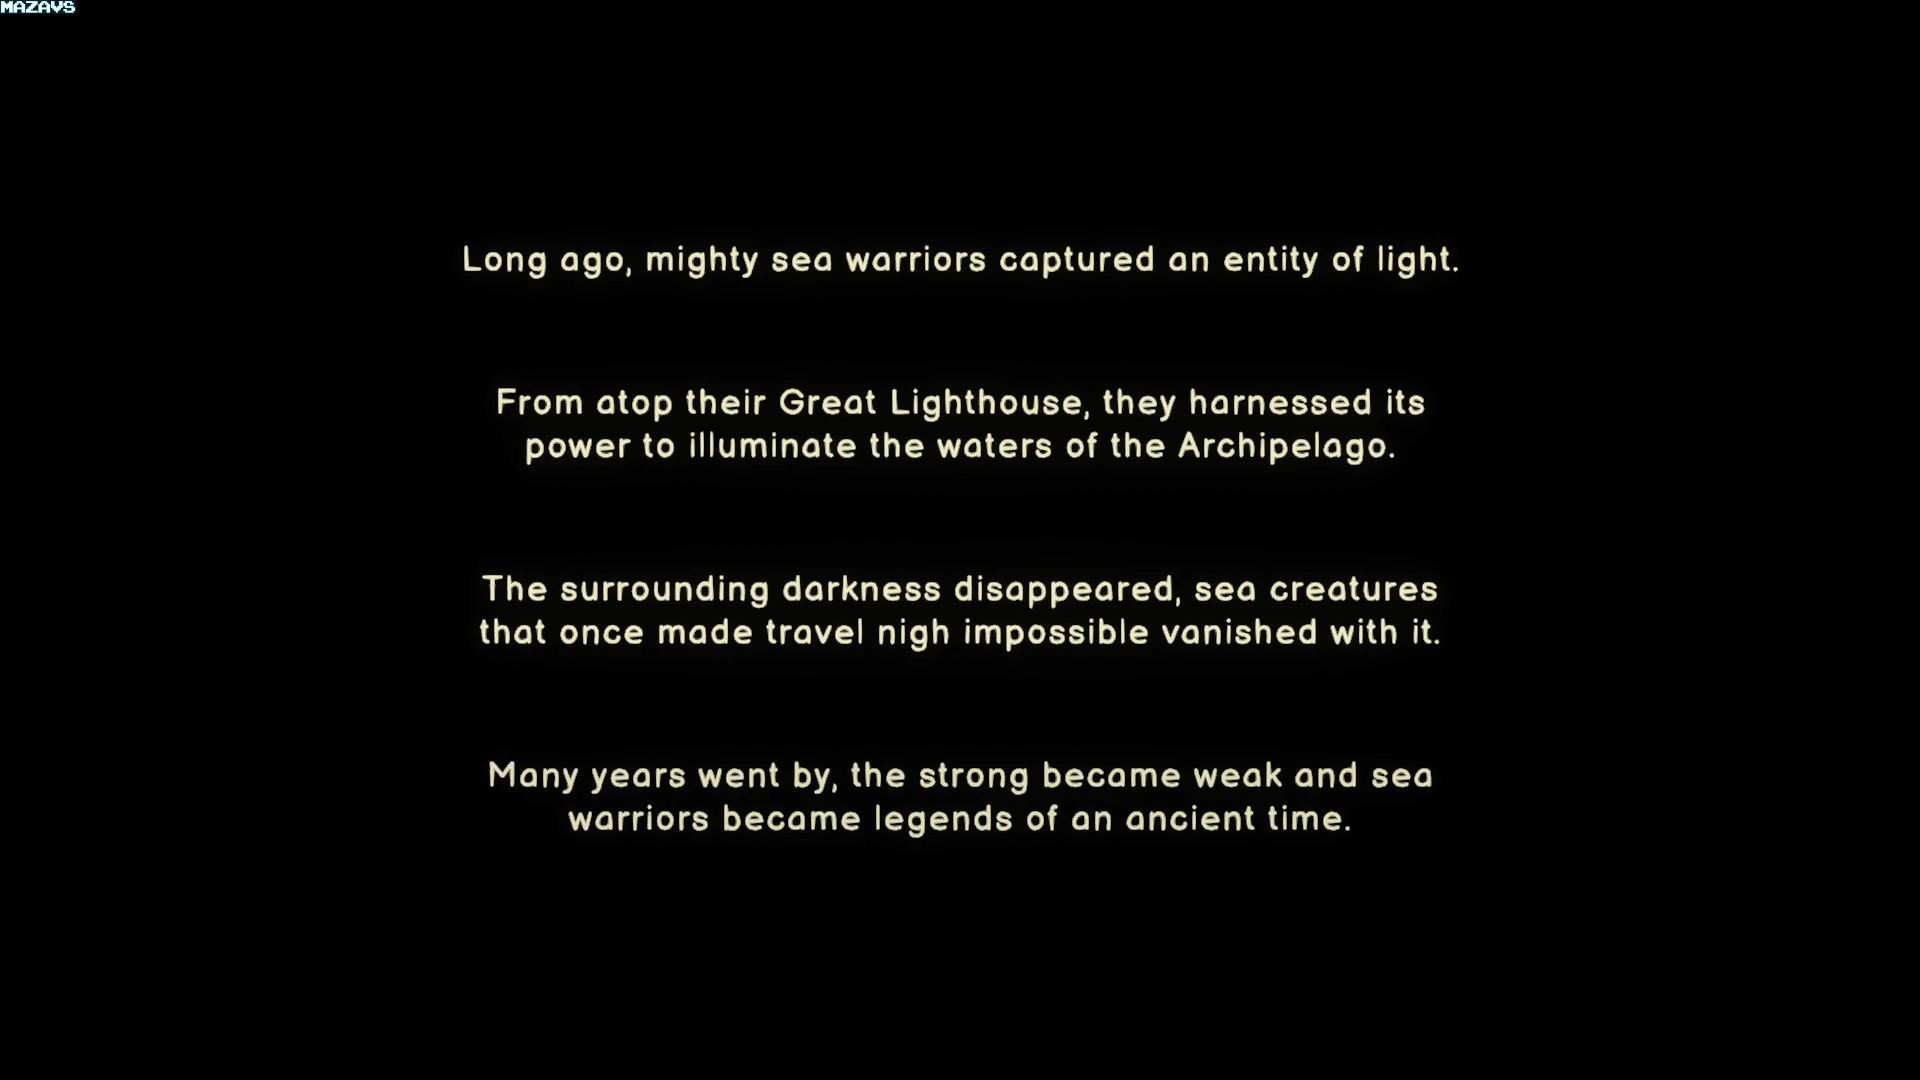 MAZAVS
Long ago, mighty sea warriors captured an entity of light.
From atop their Great Lighthouse, they harnessed its
power to illuminate the waters of the Archipelago.
The surrounding darkness disappeared, sea creatures
that once made travel nigh impossible vanished with it.
Many years went by, the strong became weak and sea
warriors became legends of an ancient time.